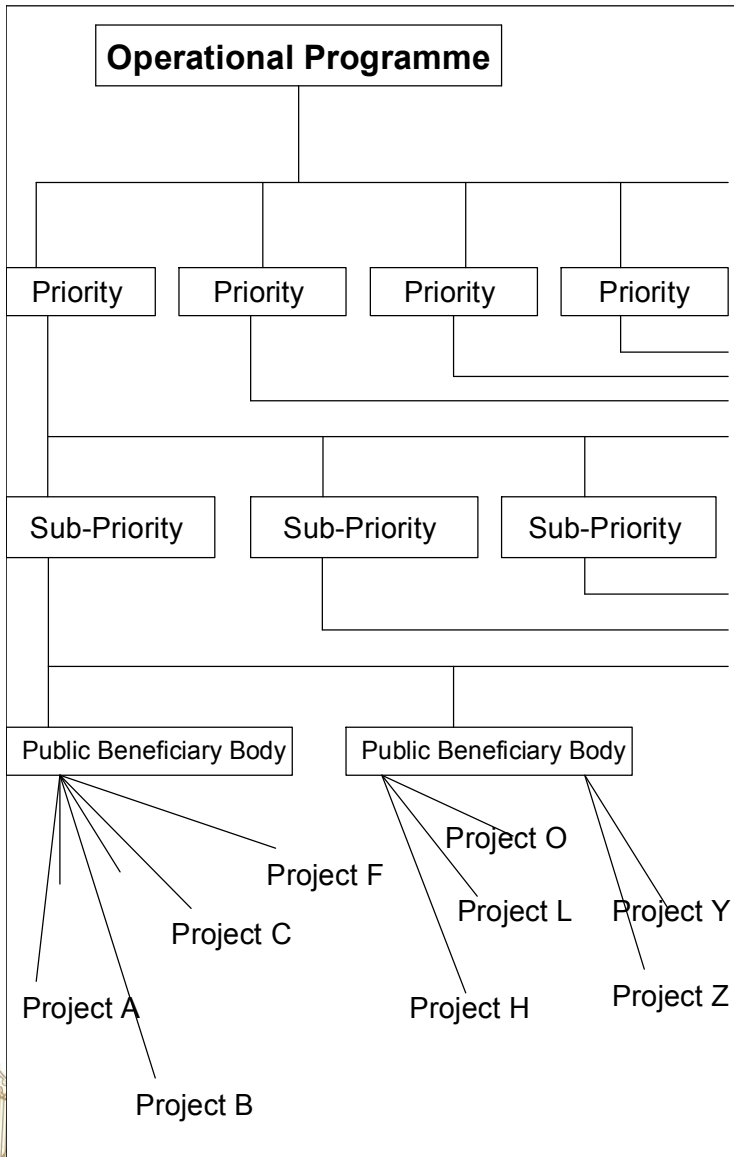 Operational Programme
Priority
Priority
Priority
Priority
Sub-Priority
Sub-Priority
Sub-Priority
Public Beneficiary Body
Public Beneficiary Body
Project O
Project F
Project L
Project Y
Project C
Project A
Project H
Project Z
Project B